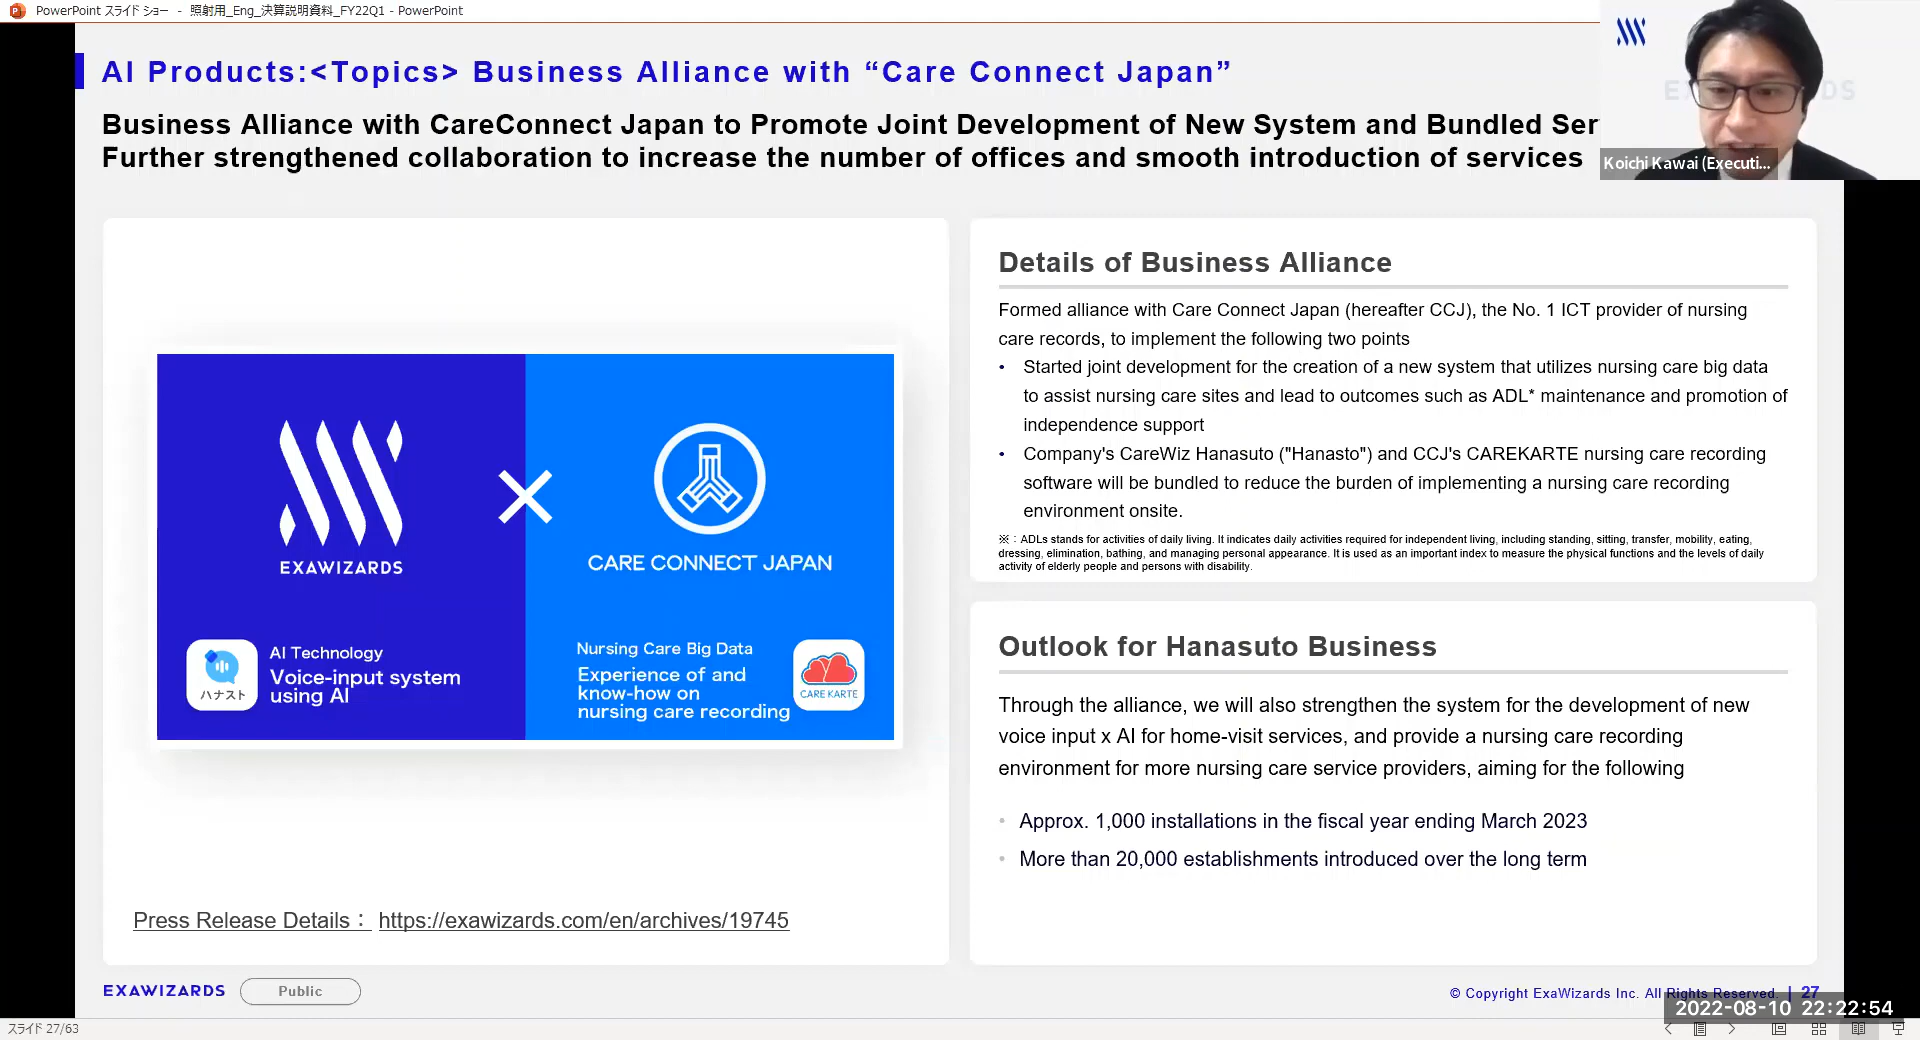 PowerPoint スライド ショー - 照射用_Eng_決算説明資料_FY22Q1 - PowerPoint
AI Products:<Topics> Business Alliance with “Care Connect Japan”
Business Alliance with CareConnect Japan to Promote Joint Development of New System and Bundled Ser
Further strengthened collaboration to increase the number of offices and smooth introduction of services
Koichi Kawai (Executi...
EXAWIZARDS
CARE CONNECT JAPAN
ハナスト
AI Technology
Voice-input system
using AI
Nursing Care Big Data
Experience of and
know-how on
nursing care recording
CARE KARTE
Press Release Details： https://exawizards.com/en/archives/19745
Details of Business Alliance
Formed alliance with Care Connect Japan (hereafter CCJ), the No. 1 ICT provider of nursing
care records, to implement the following two points
• Started joint development for the creation of a new system that utilizes nursing care big data
to assist nursing care sites and lead to outcomes such as ADL* maintenance and promotion of
independence support
• Company's CareWiz Hanasuto ("Hanasto") and CCJ's CAREKARTE nursing care recording
software will be bundled to reduce the burden of implementing a nursing care recording
environment onsite.
※：ADLs stands for activities of daily living. It indicates daily activities required for independent living, including standing, sitting, transfer, mobility, eating,
dressing, elimination, bathing, and managing personal appearance. It is used as an important index to measure the physical functions and the levels of daily
activity of elderly people and persons with disability.
Outlook for Hanasuto Business
Through the alliance, we will also strengthen the system for the development of new
voice input x AI for home-visit services, and provide a nursing care recording
environment for more nursing care service providers, aiming for the following
• Approx. 1,000 installations in the fiscal year ending March 2023
• More than 20,000 establishments introduced over the long term
EXAWIZARDS
Public
© Copyright ExaWizards Inc. All Rights Reserved. | 27
2022-08-10 22:22:54
スライド 27/63